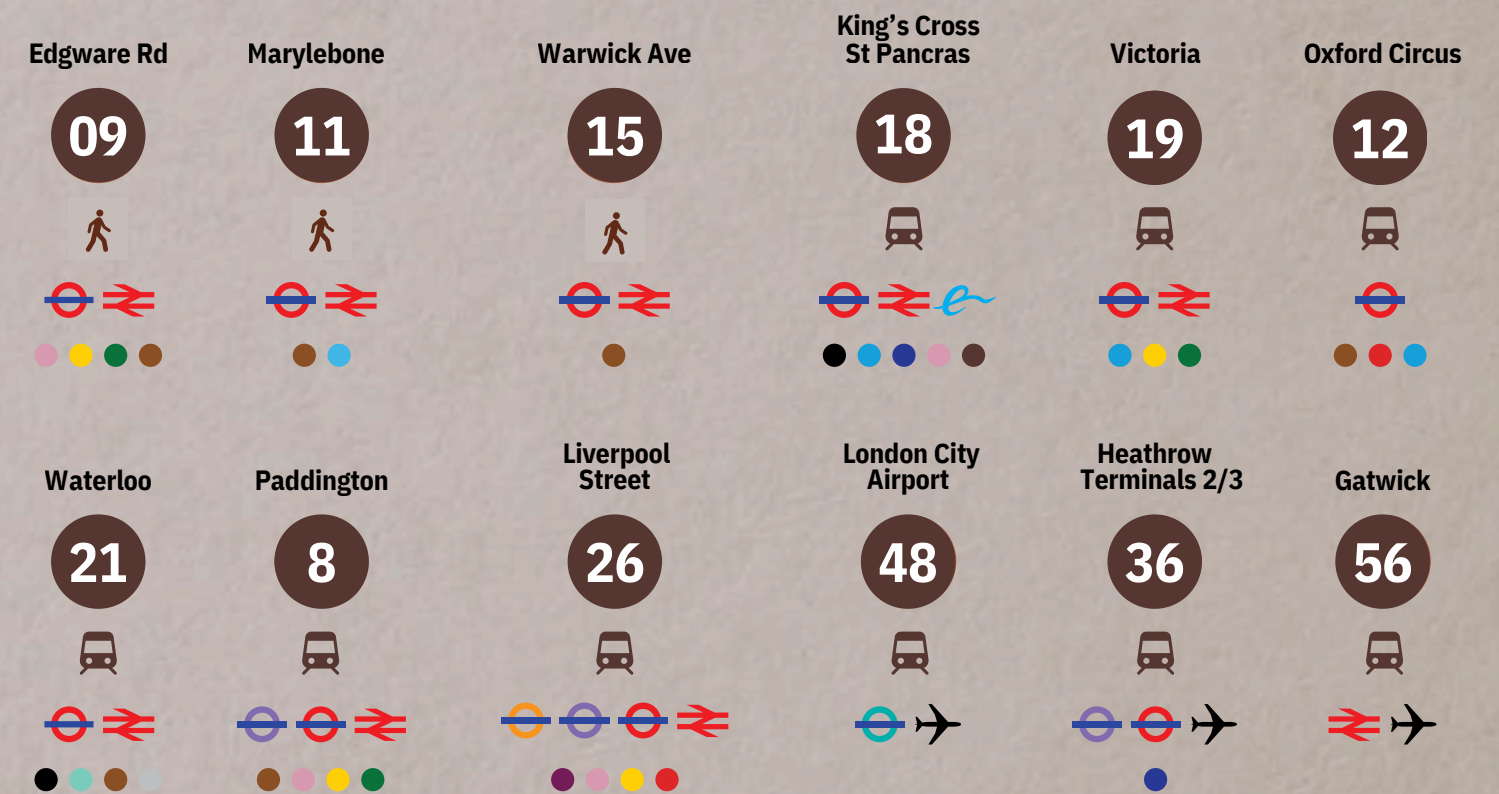 Edgware Rd
Marylebone
Warwick Ave
King's Cross
St Pancras
Victoria
Oxford Circus
09
11
15
18
19
12
Waterloo
Paddington
Liverpool
Street
London City
Airport
Heathrow
Terminals 2/3
Gatwick
21
8
26
48
36
56